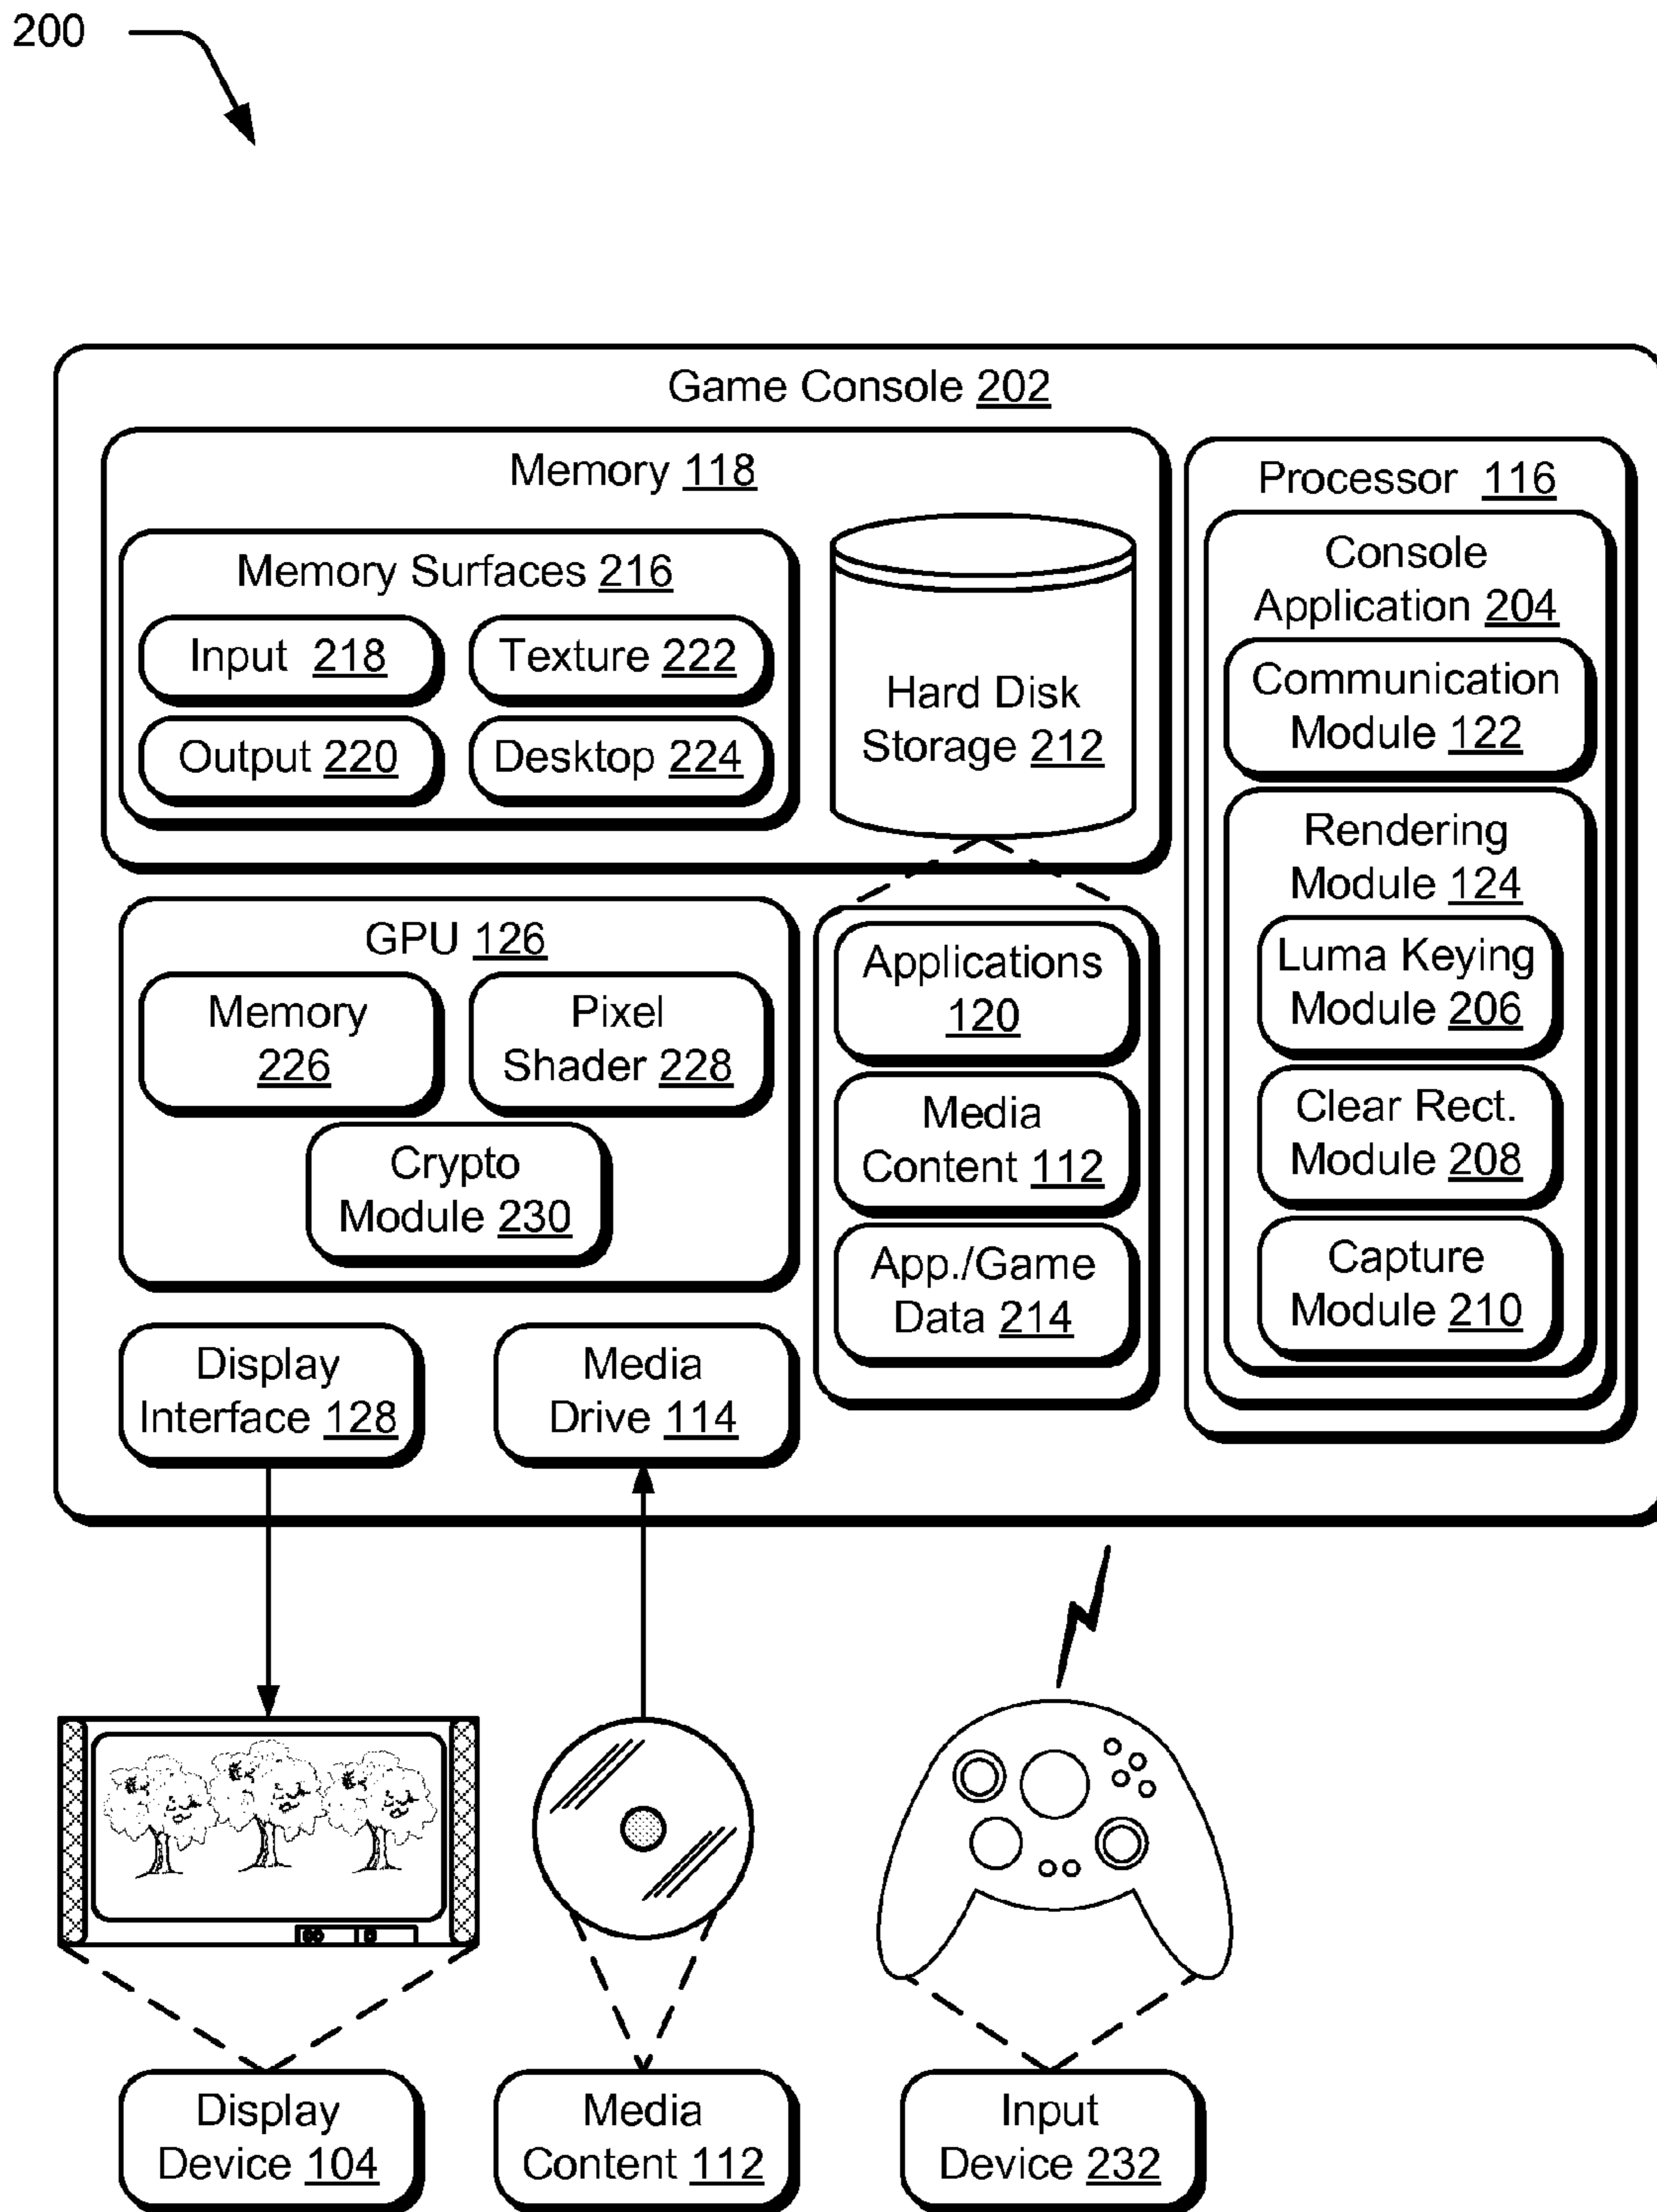 200
Game Console 202
Memory 118
Memory Surfaces 216
Input 218
Texture 222
Output 220
Desktop 224
Hard Disk
Storage 212
Processor 116
Console
Application 204
Communication
Module 122
Rendering
Module 124
Luma Keying
Module 206
Clear Rect.
Module 208
Capture
Module 210
GPU 126
Memory
226
Pixel
Shader 228
Crypto
Module 230
Applications
120
Media
Content 112
App./Game
Data 214
Display
Interface 128
Media
Drive 114
Display
Device 104
Media
Content 112
Input
Device 232